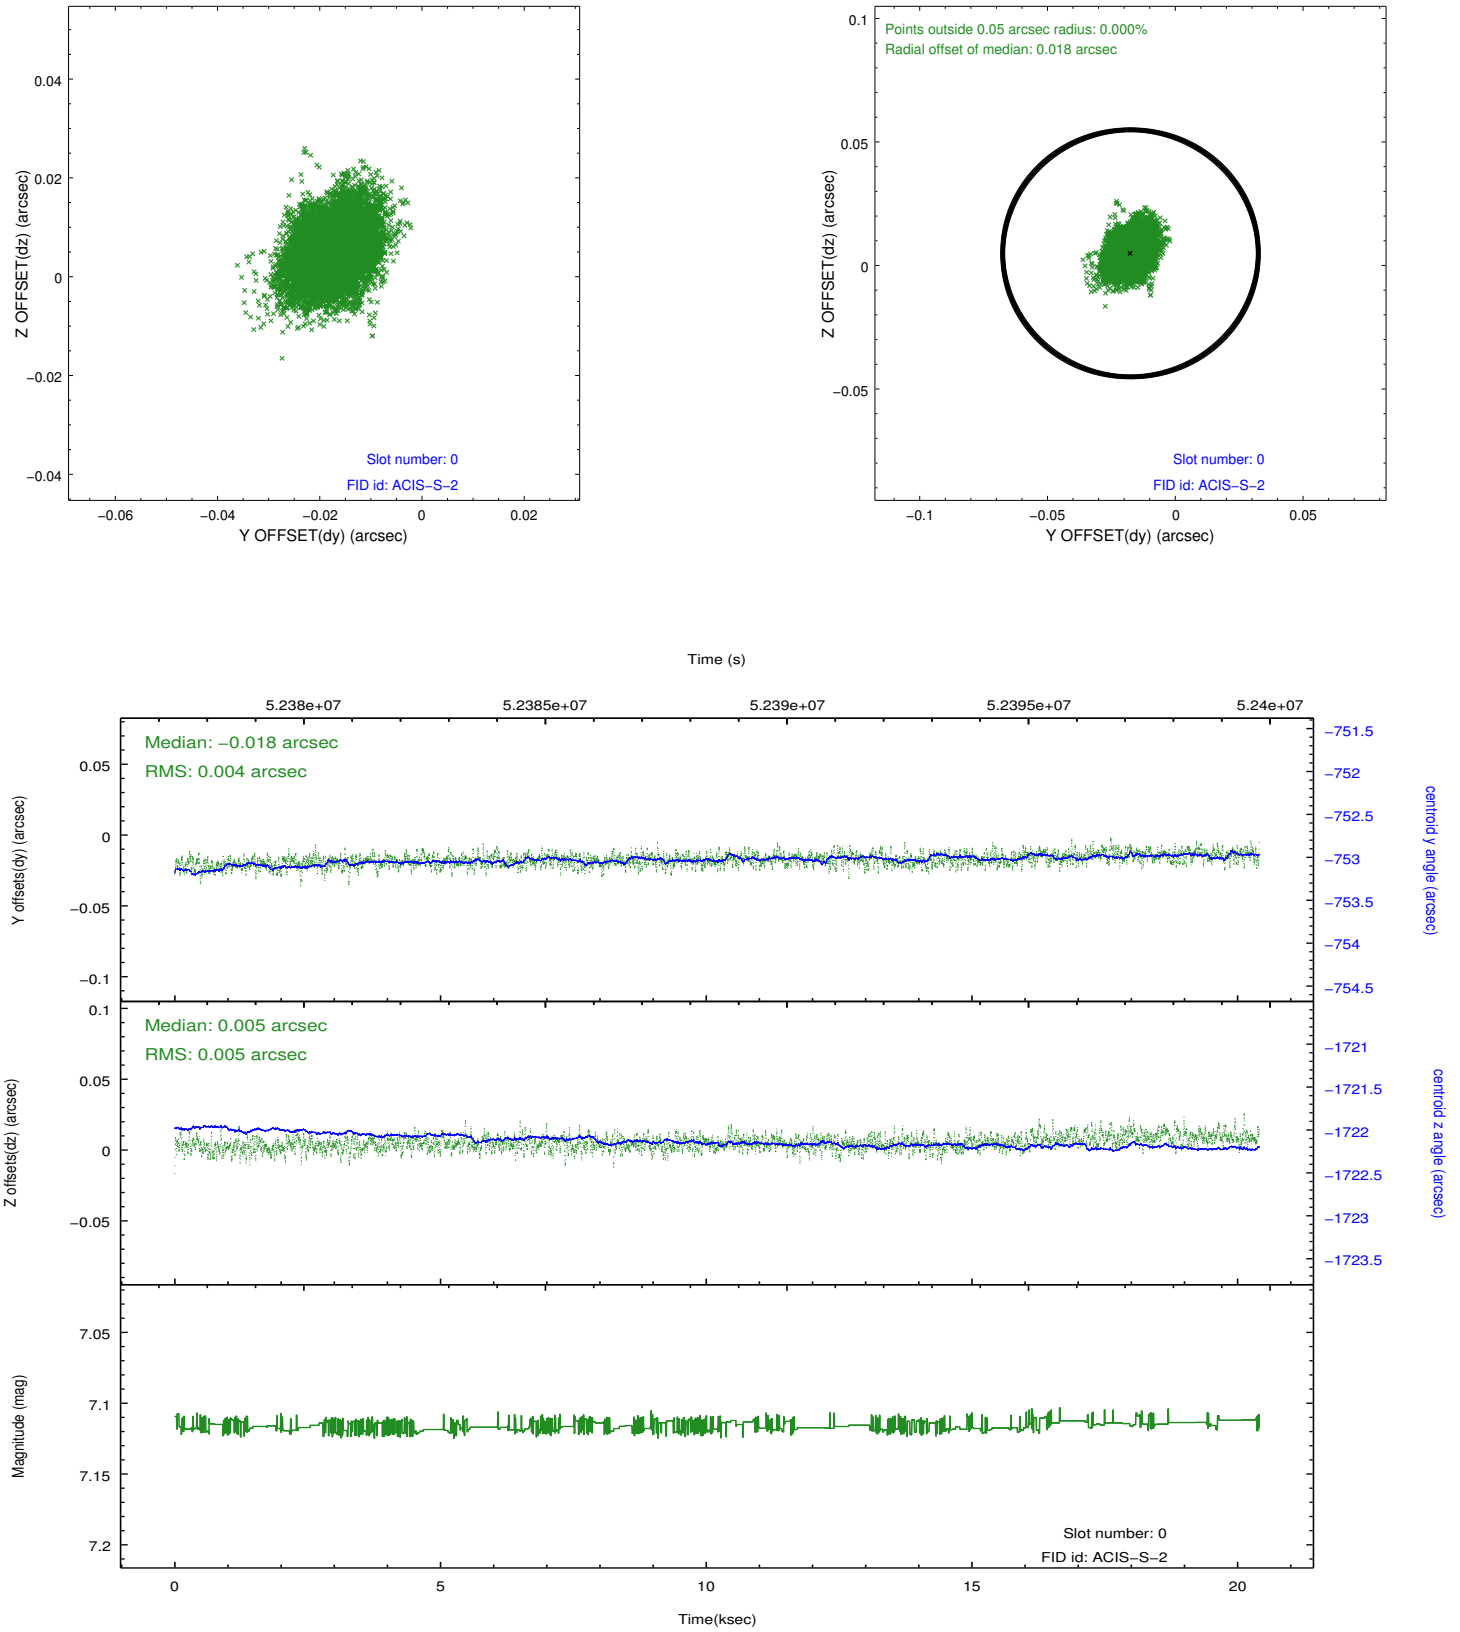 0.04
0.02
0
−0.02
−0.04
Z OFFSET(dz) (arcsec)
Slot number: 0
FID id: ACIS−S−2
−0.06
−0.04
−0.02
0
0.02
Y OFFSET(dy) (arcsec)
Points outside 0.05 arcsec radius: 0.000%
Radial offset of median: 0.018 arcsec
0.1
0.05
0
−0.05
Z OFFSET(dz) (arcsec)
Slot number: 0
FID id: ACIS−S−2
−0.1
−0.05
0
0.05
Y OFFSET(dy) (arcsec)
Time (s)
5.238e+07
5.2385e+07
5.239e+07
5.2395e+07
5.24e+07
Median: −0.018 arcsec
RMS: 0.004 arcsec
0.05
0
−0.05
−0.1
Y offsets(dy) (arcsec)
−751.5
−752
−752.5
−753
−753.5
−754
−754.5
centroid y angle (arcsec)
Median: 0.005 arcsec
RMS: 0.005 arcsec
0.1
0.05
0
−0.05
Z offsets(dz) (arcsec)
−1721
−1721.5
−1722
−1722.5
−1723
−1723.5
centroid z angle (arcsec)
7.05
7.1
7.15
7.2
Magnitude (mag)
Slot number: 0
FID id: ACIS−S−2
0
5
10
15
20
Time(ksec)